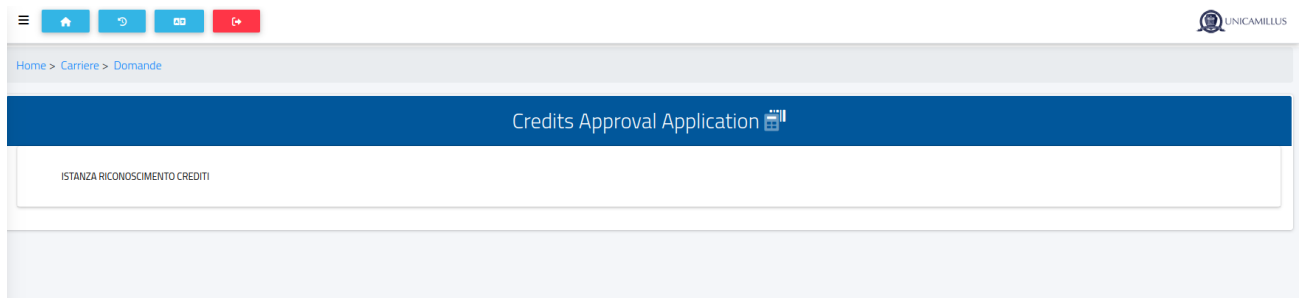 UNICAMILLUS
Home > Carriere > Domande
Credits Approval Application
ISTANZA RICONOSCIMENTO CREDITI